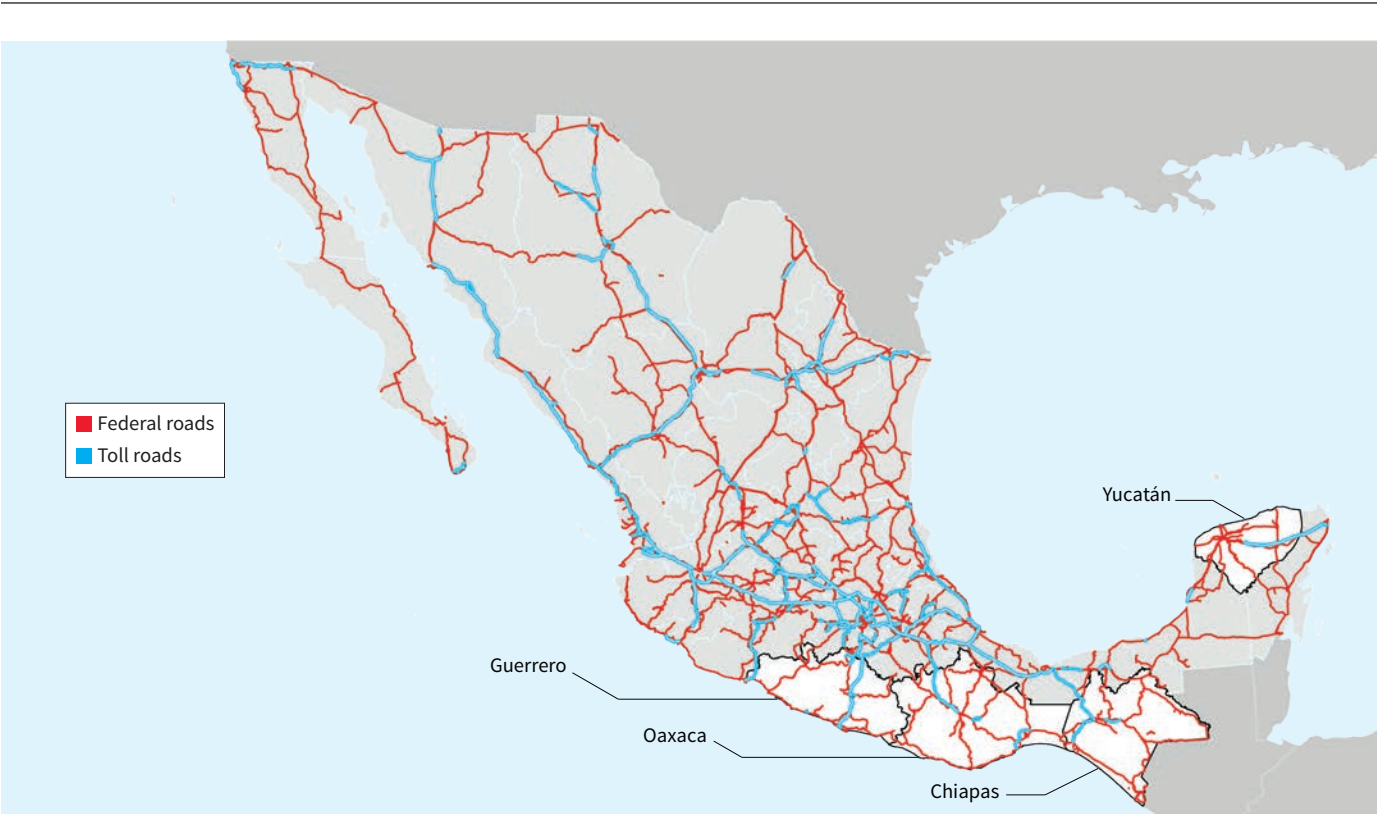 Federal roads
Toll roads
Yucatán
Guerrero
Oaxaca
Chiapas